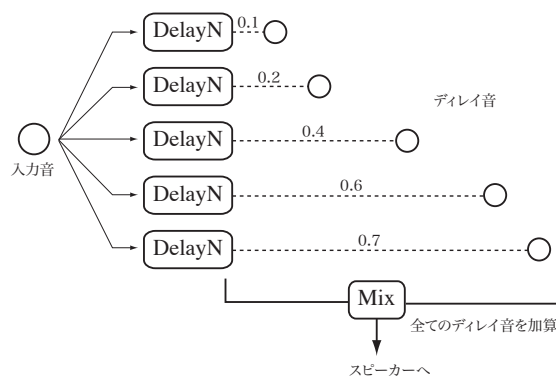 DelayN
0.1
DelayN
0.2
ディレイ音
DelayN
0.4
入力音
DelayN
0.6
DelayN
0.7
Mix
全てのディレイ音を加算
スピーカーへ